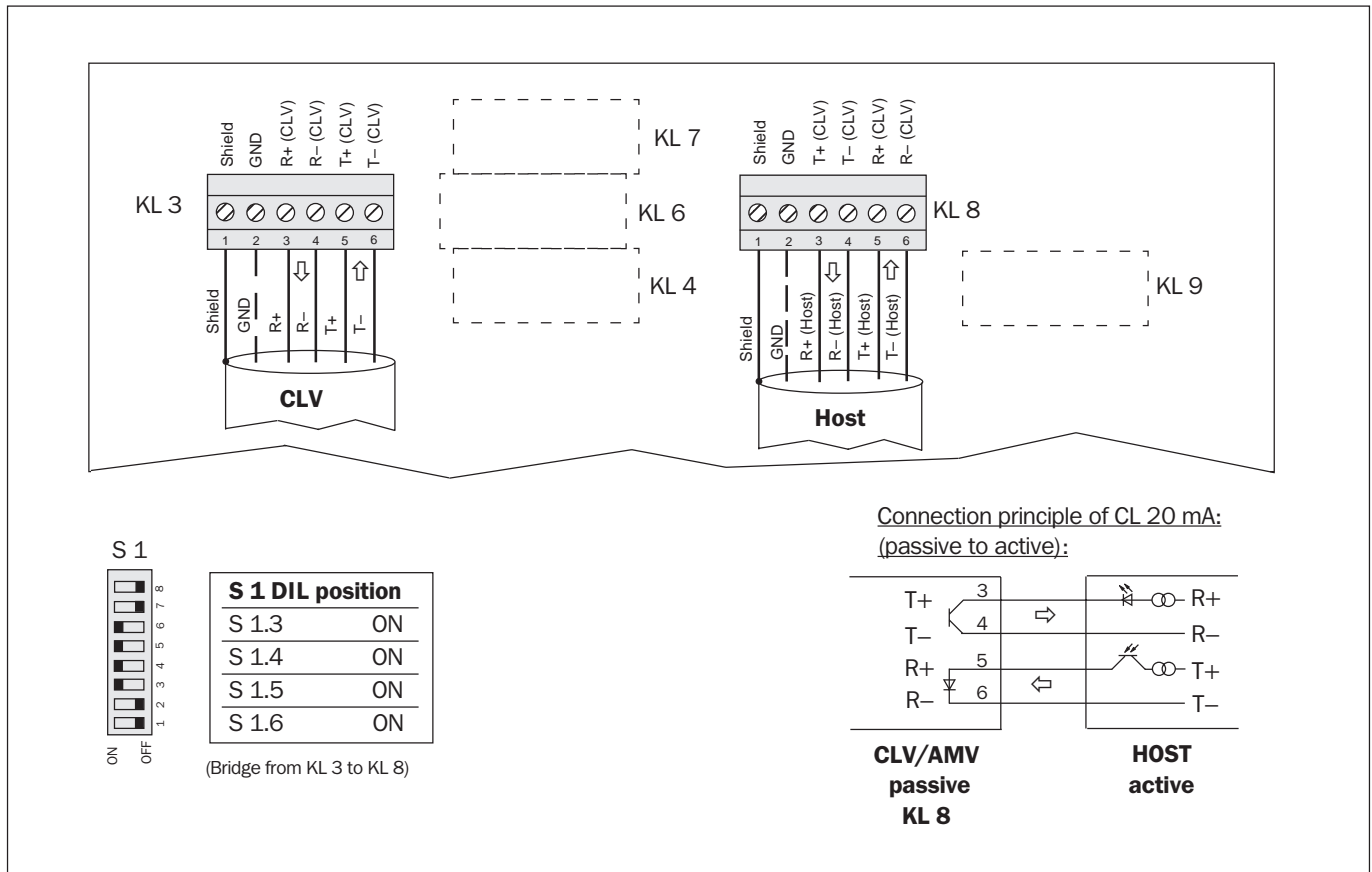 Shield
GND
R+ (CLV)
R– (CLV)
T+ (CLV)
T– (CLV)
KL 3
1 2 3 4 5 6
Shield
GND
R+
R–
T+
T–
CLV
KL 7
KL 6
KL 4
Shield
GND
T+ (CLV)
T– (CLV)
R+ (CLV)
R– (CLV)
KL 8
1 2 3 4 5 6
Shield
GND
R+ (Host)
R– (Host)
T+ (Host)
T– (Host)
Host
KL 9
S 1
8
7
6
5
4
3
2
1
ON
OFF
S 1 DIL position
S 1.3 ON
S 1.4 ON
S 1.5 ON
S 1.6 ON
(Bridge from KL 3 to KL 8)
Connection principle of CL 20 mA:
(passive to active):
T+ 3 R+
T– 4 R–
R+ 5 T+
R– 6 T–
CLV/AMV
passive
KL 8
HOST
active